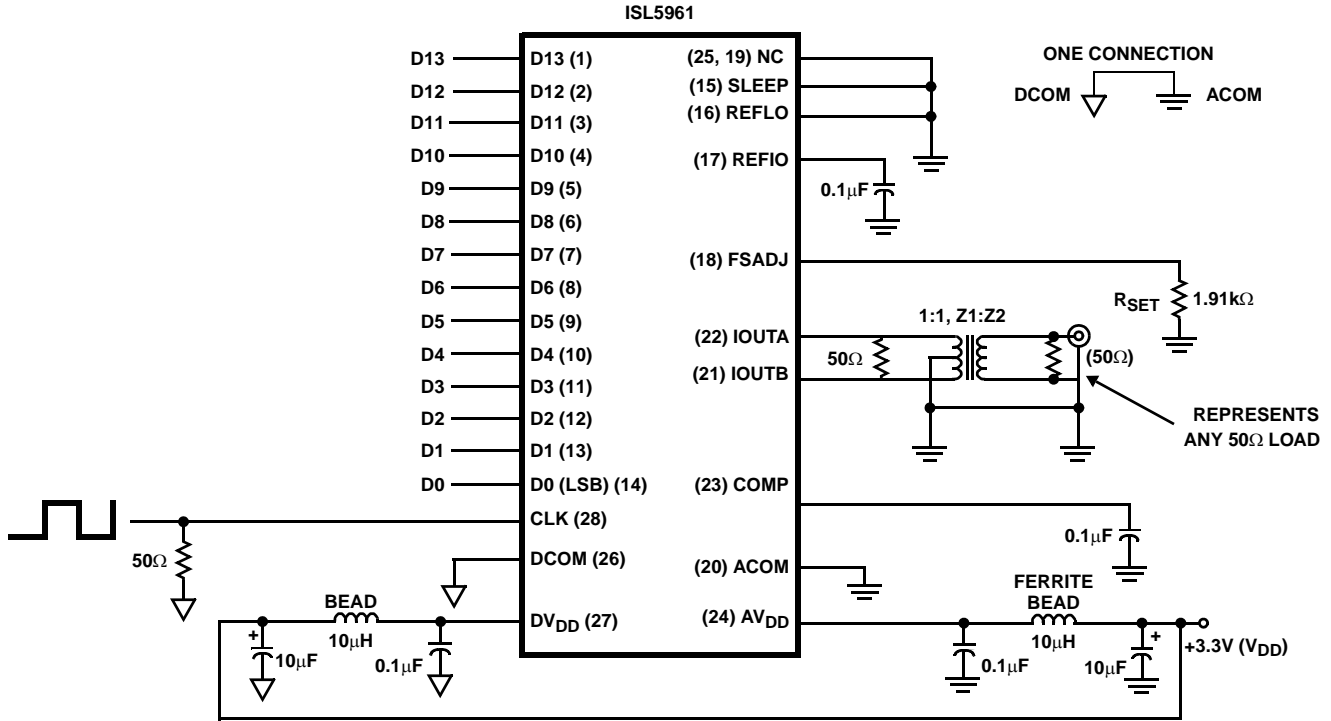 ISL5961
D13
D13 (1)
D12
D12 (2)
D11
D11 (3)
D10
D10 (4)
D9
D9 (5)
D8
D8 (6)
D7
D7 (7)
D6
D6 (8)
D5
D5 (9)
D4
D4 (10)
D3
D3 (11)
D2
D2 (12)
D1
D1 (13)
D0
D0 (LSB) (14)
CLK (28)
50Ω
DCOM (26)
DVDD (27)
BEAD
10μH
+
10μF
0.1μF
(25, 19) NC
(15) SLEEP
(16) REFLO
(17) REFIO
0.1μF
(18) FSADJ
RSET
1.91kΩ
(22) IOUTA
(21) IOUTB
50Ω
1:1, Z1:Z2
(50Ω)
REPRESENTS
ANY 50Ω LOAD
(23) COMP
0.1μF
(20) ACOM
(24) AVDD
FERRITE
BEAD
10μH
0.1μF
10μF
+
+3.3V (VDD)
ONE CONNECTION
DCOM
ACOM